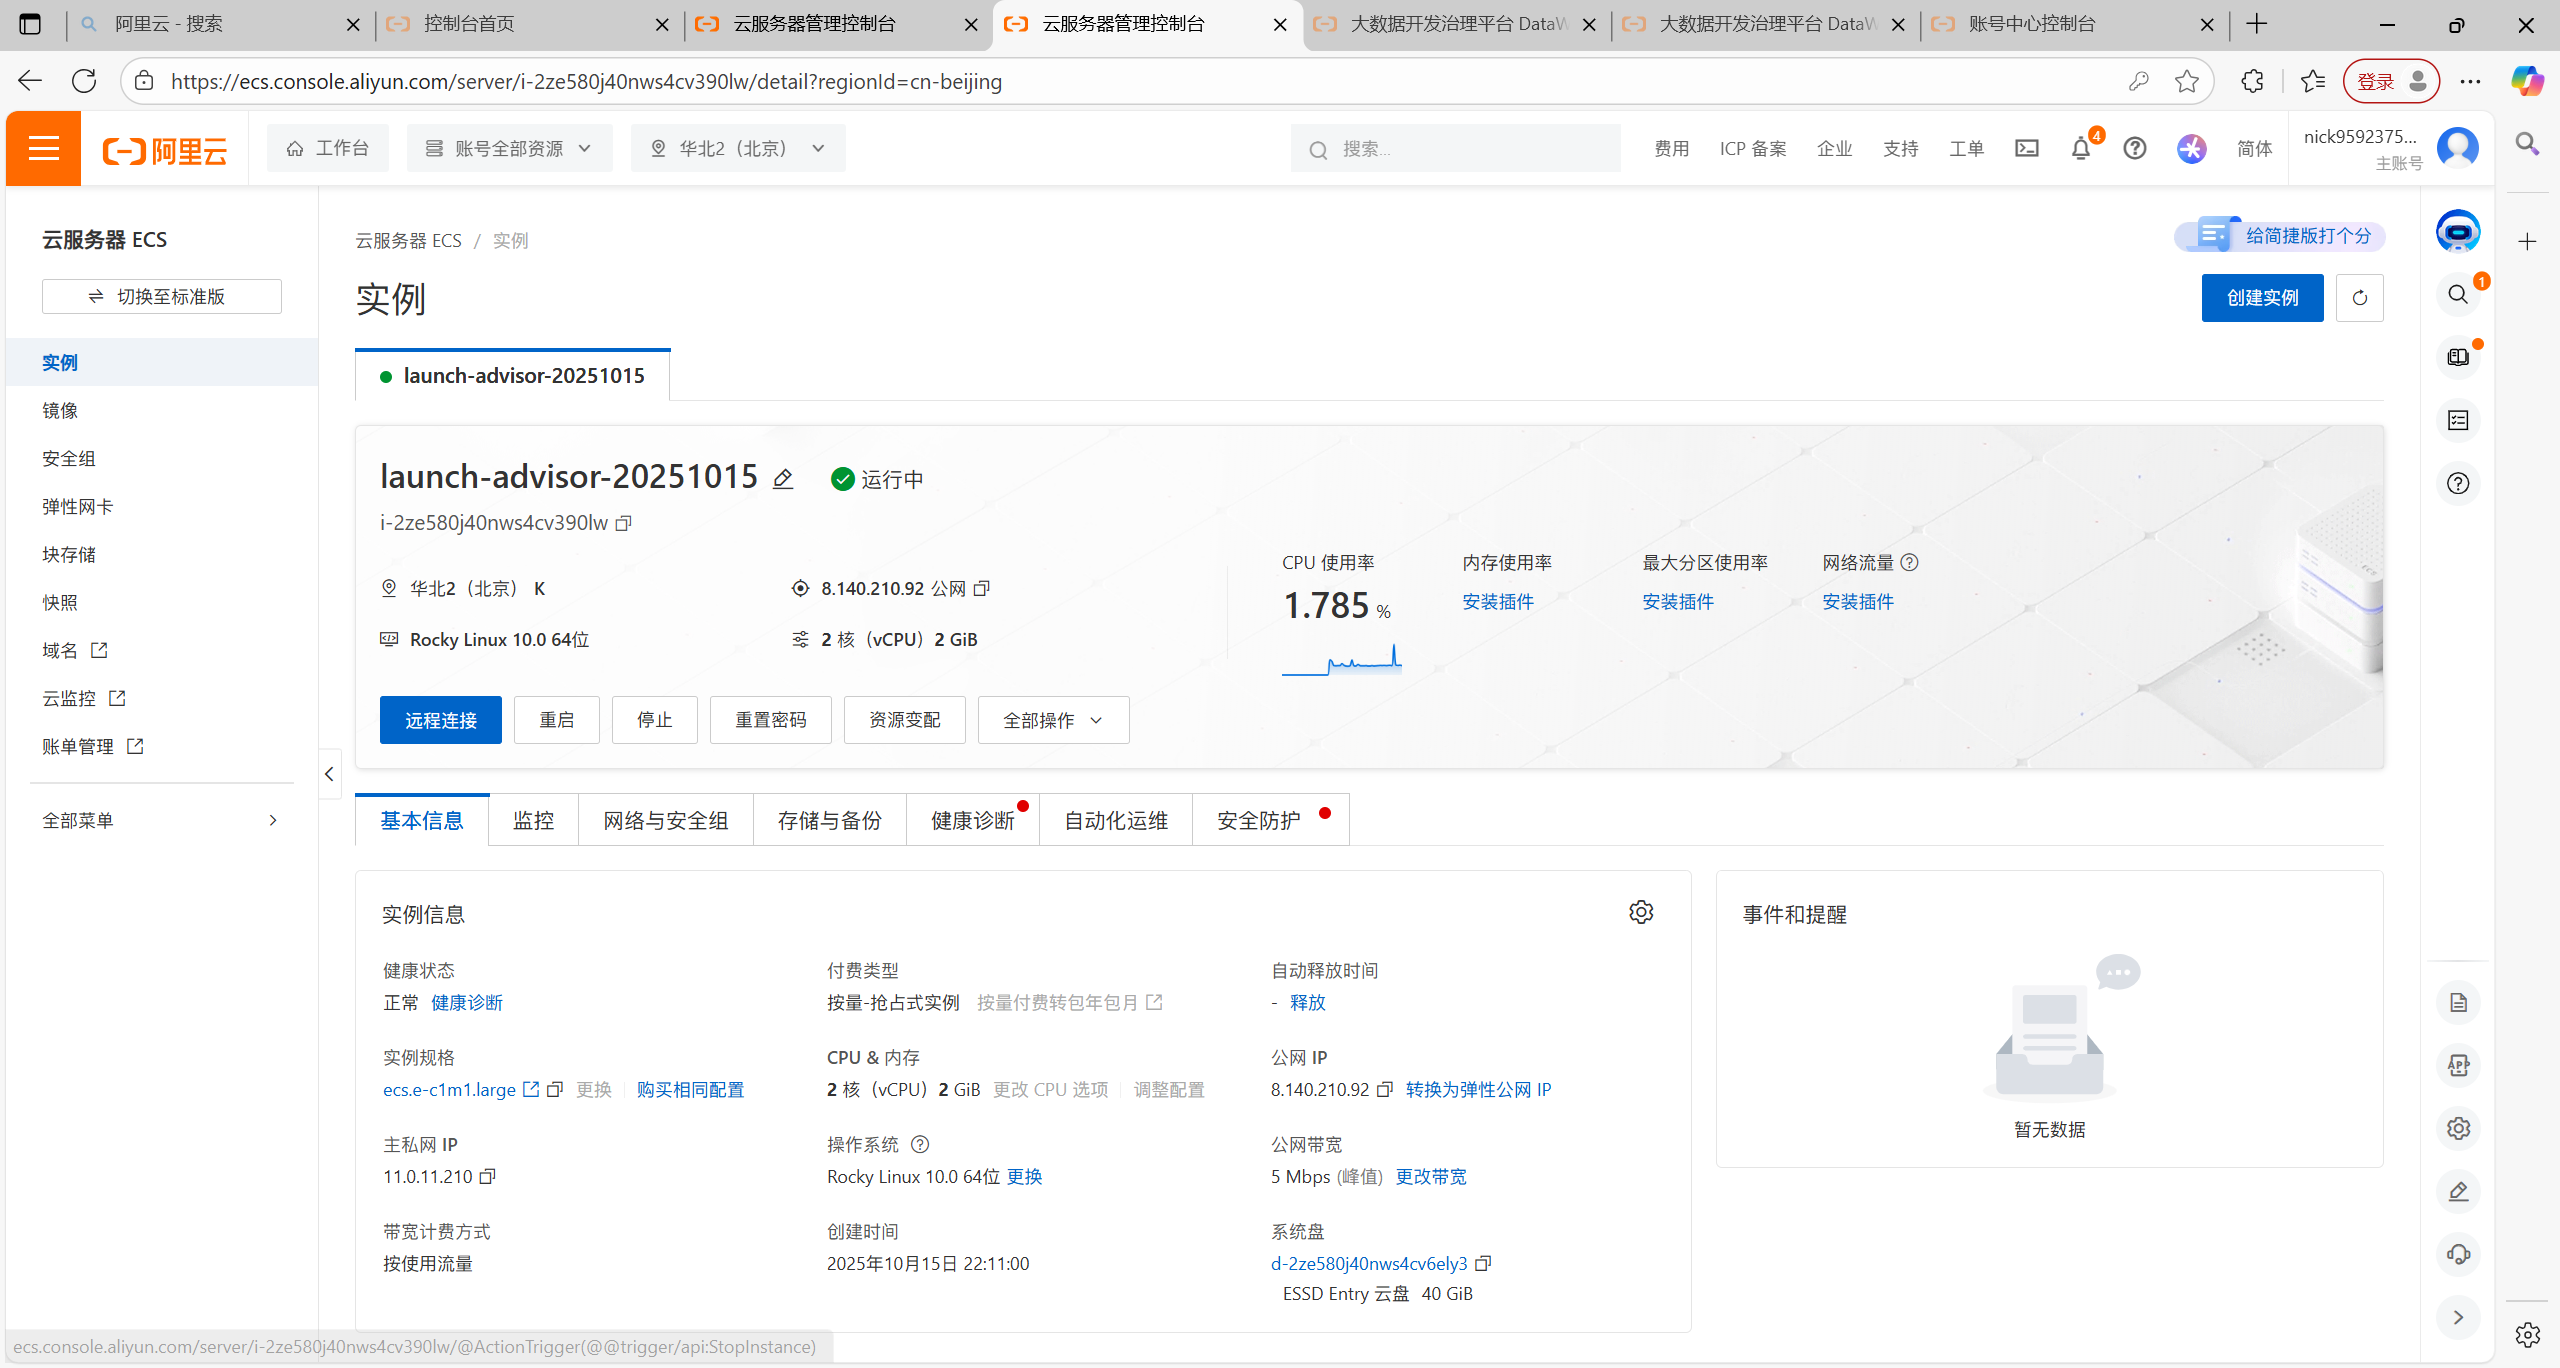 阿里云 - 搜索
控制台首页
云服务器管理控制台
云服务器管理控制台
大数据开发治理平台 DataW
大数据开发治理平台 DataW
账号中心控制台
https://ecs.console.aliyun.com/server/i-2ze580j40nws4cv390lw/detail?regionId=cn-beijing
登录
阿里云
工作台
账号全部资源
华北2（北京）
搜索...
费用
ICP 备案
企业
支持
工单
4
简体
nick9592375...
主账号
云服务器 ECS
切换至标准版
实例
镜像
安全组
弹性网卡
块存储
快照
域名
云监控
账单管理
全部菜单
云服务器 ECS / 实例
给简捷版打个分
实例
创建实例
1
launch-advisor-20251015
launch-advisor-20251015
运行中
i-2ze580j40nws4cv390lw
华北2（北京） K
8.140.210.92 公网
Rocky Linux 10.0 64位
2 核（vCPU）2 GiB
CPU 使用率
1.785 %
内存使用率
安装插件
最大分区使用率
安装插件
网络流量
安装插件
远程连接
重启
停止
重置密码
资源变配
全部操作
基本信息
监控
网络与安全组
存储与备份
健康诊断
自动化运维
安全防护
实例信息
健康状态
正常 健康诊断
付费类型
按量-抢占式实例 按量付费转包年包月
自动释放时间
- 释放
实例规格
ecs.e-c1m1.large 更换 购买相同配置
CPU & 内存
2 核（vCPU）2 GiB 更改 CPU 选项 调整配置
公网 IP
8.140.210.92 转换为弹性公网 IP
主私网 IP
11.0.11.210
操作系统
Rocky Linux 10.0 64位 更换
公网带宽
5 Mbps (峰值) 更改带宽
带宽计费方式
按使用流量
创建时间
2025年10月15日 22:11:00
系统盘
d-2ze580j40nws4cv6ely3
ESSD Entry 云盘 40 GiB
事件和提醒
暂无数据
APP
ecs.console.aliyun.com/server/i-2ze580j40nws4cv390lw/@ActionTrigger(@@trigger/api:StopInstance)